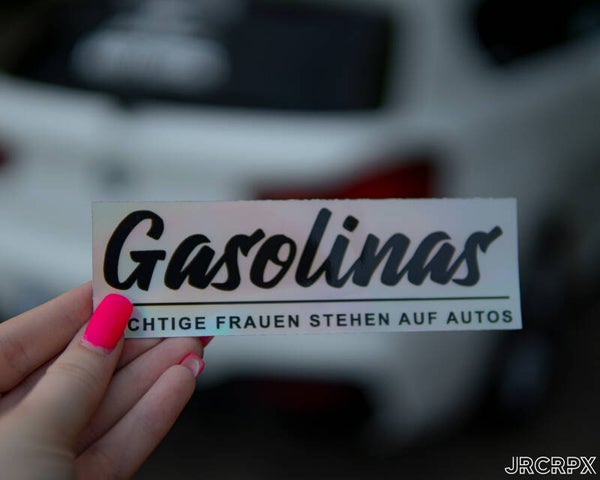 Gasolinas
CHTIGE FRAUEN STEHEN AUF AUTOS
JRCRPX